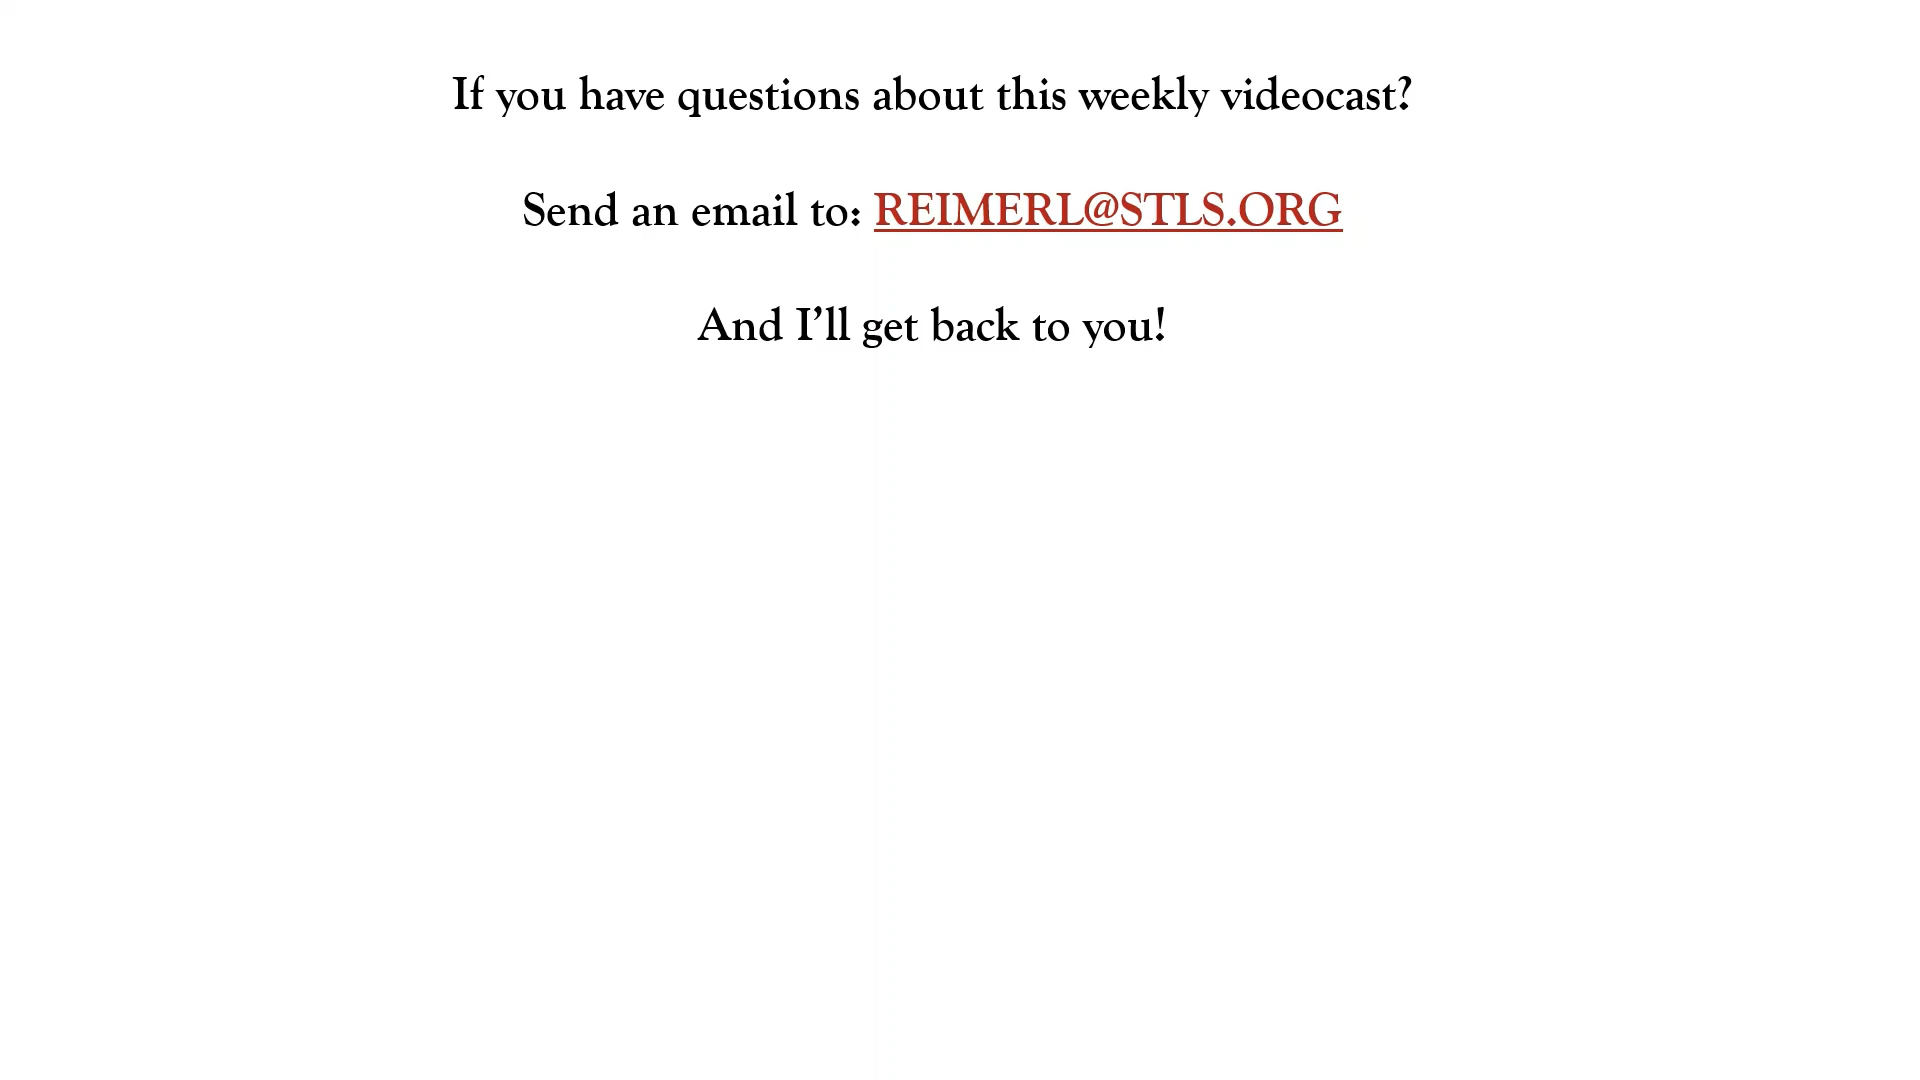 If you have questions about this weekly videocast?
Send an email to: REIMERL@STLS.ORG
And I’ll get back to you!